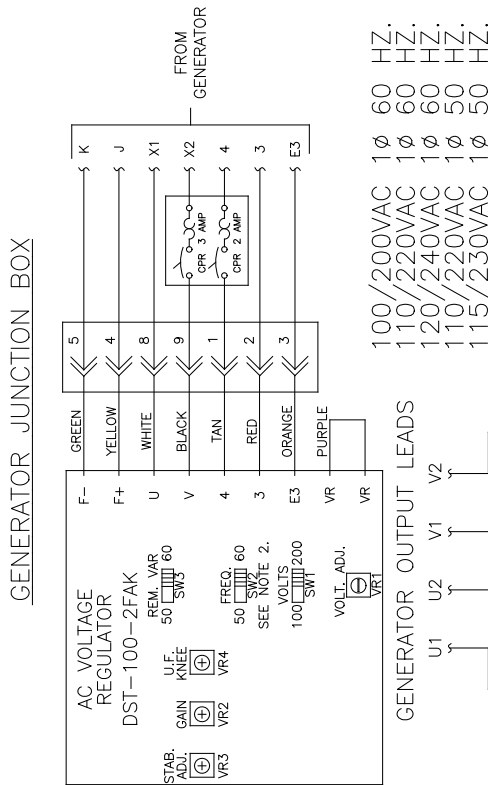 GENERATOR JUNCTION BOX
AC VOLTAGE
REGULATOR
DST-100-2FAK
STAB.
ADJ.
VR3
GAIN
VR2
U.F.
KNEE
VR4
REM. VAR
50 60
SW3
FREQ.
50 60
SW2
SEE NOTE 2.
VOLTS
100 200
SW1
VOLT. ADJ.
VR1
F- GREEN 5 K
F+ YELLOW 4 J
U WHITE 8 X1
V BLACK 9 CPR 3 AMP X2
4 TAN 1 CPR 2 AMP 4
3 RED 2 3
E3 ORANGE 3 E3
VR PURPLE
VR
FROM
GENERATOR
GENERATOR OUTPUT LEADS
U1 U2 V1 V2
100/200VAC 1ø 60 HZ.
110/220VAC 1ø 60 HZ.
120/240VAC 1ø 60 HZ.
110/220VAC 1ø 50 HZ.
115/230VAC 1ø 50 HZ.